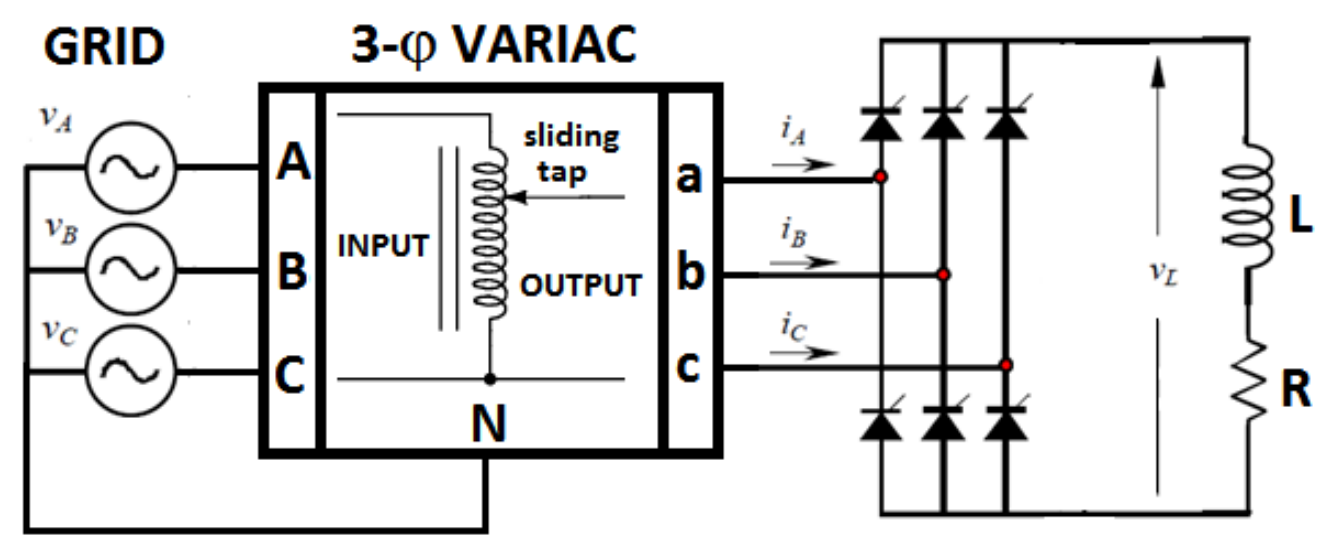 GRID
3-φ VARIAC
v_A
v_B
v_C
A
B
C
INPUT
sliding
tap
OUTPUT
N
a
b
c
i_A
i_B
i_C
v_L
L
R